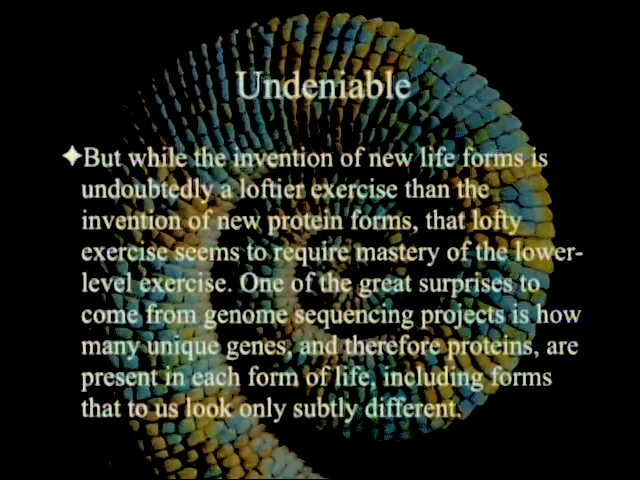 Undeniable
✦But while the invention of new life forms is
undoubtedly a loftier exercise than the
invention of new protein forms, that lofty
exercise seems to require mastery of the lower-
level exercise. One of the great surprises to
come from genome sequencing projects is how
many unique genes, and therefore proteins, are
present in each form of life, including forms
that to us look only subtly different.